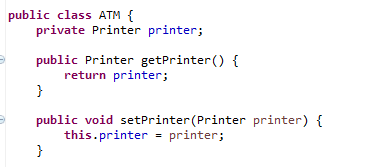 public class ATM {
    private Printer printer;
    public Printer getPrinter() {
        return printer;
    }
    public void setPrinter(Printer printer) {
        this.printer = printer;
    }